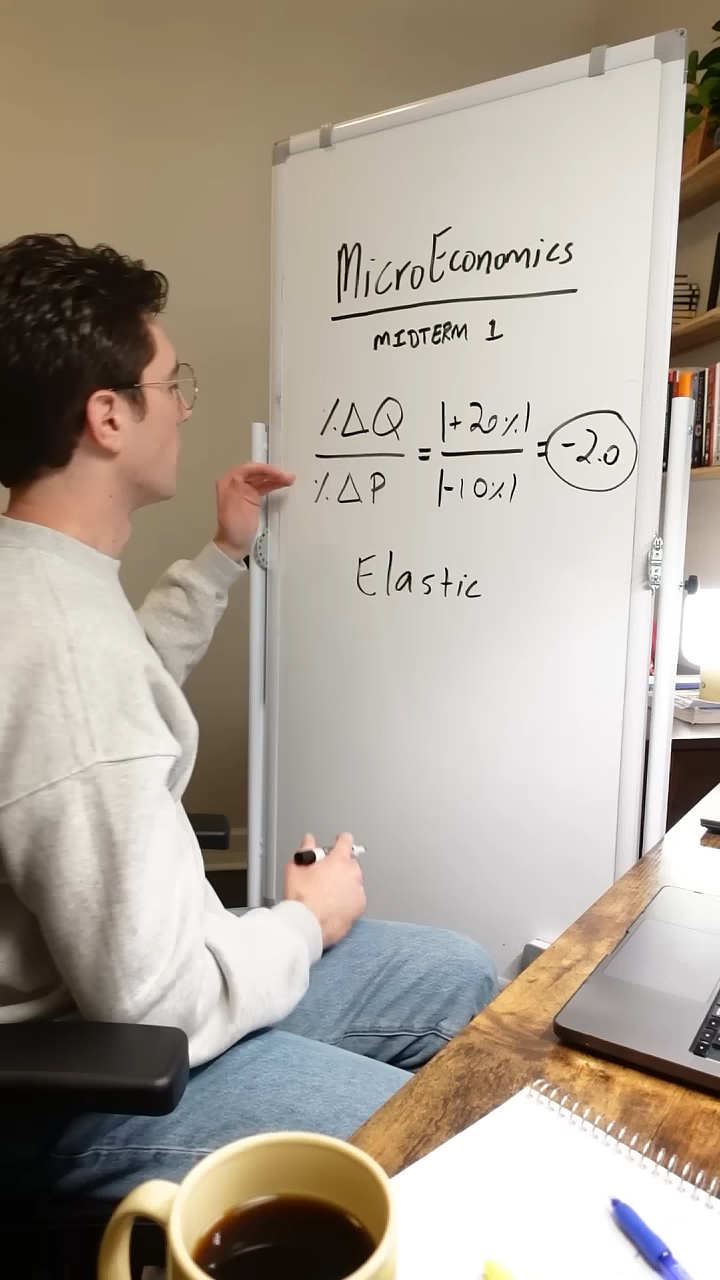 MicroEconomics
MIDTERM 1
%ΔQ / %ΔP = |+20%| / |-10%| = -2.0
Elastic